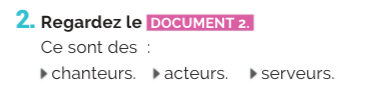 2. Regardez le DOCUMENT 2.
Ce sont des :
▶ chanteurs. ▶ acteurs. ▶ serveurs.